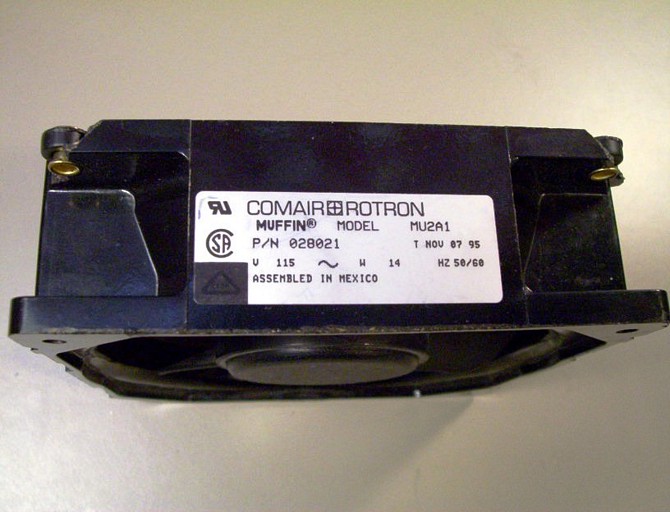 COMAIR ROTRON
MUFFIN® MODEL MU2A1
P/N 028021 T NOV 07 95
V 115 ~ W 14 HZ 50/60
ASSEMBLED IN MEXICO